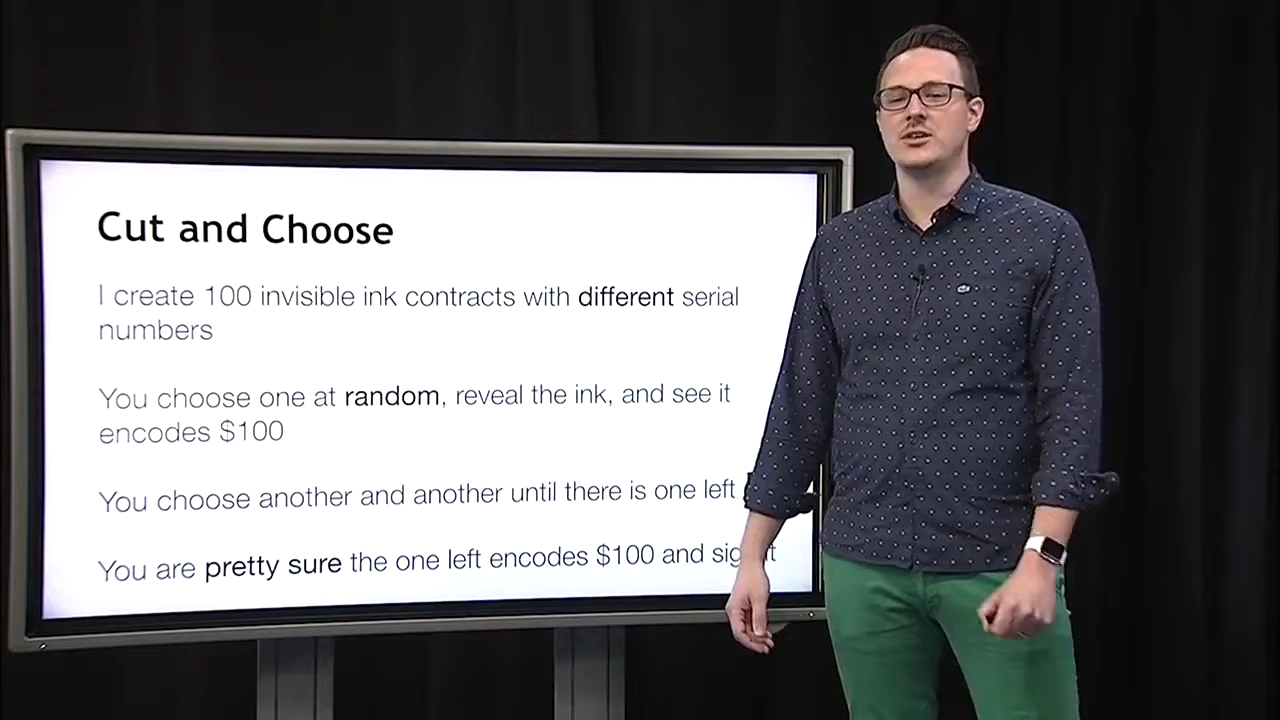 Cut and Choose
I create 100 invisible ink contracts with different serial
numbers
You choose one at random, reveal the ink, and see it
encodes $100
You choose another and another until there is one left
You are pretty sure the one left encodes $100 and